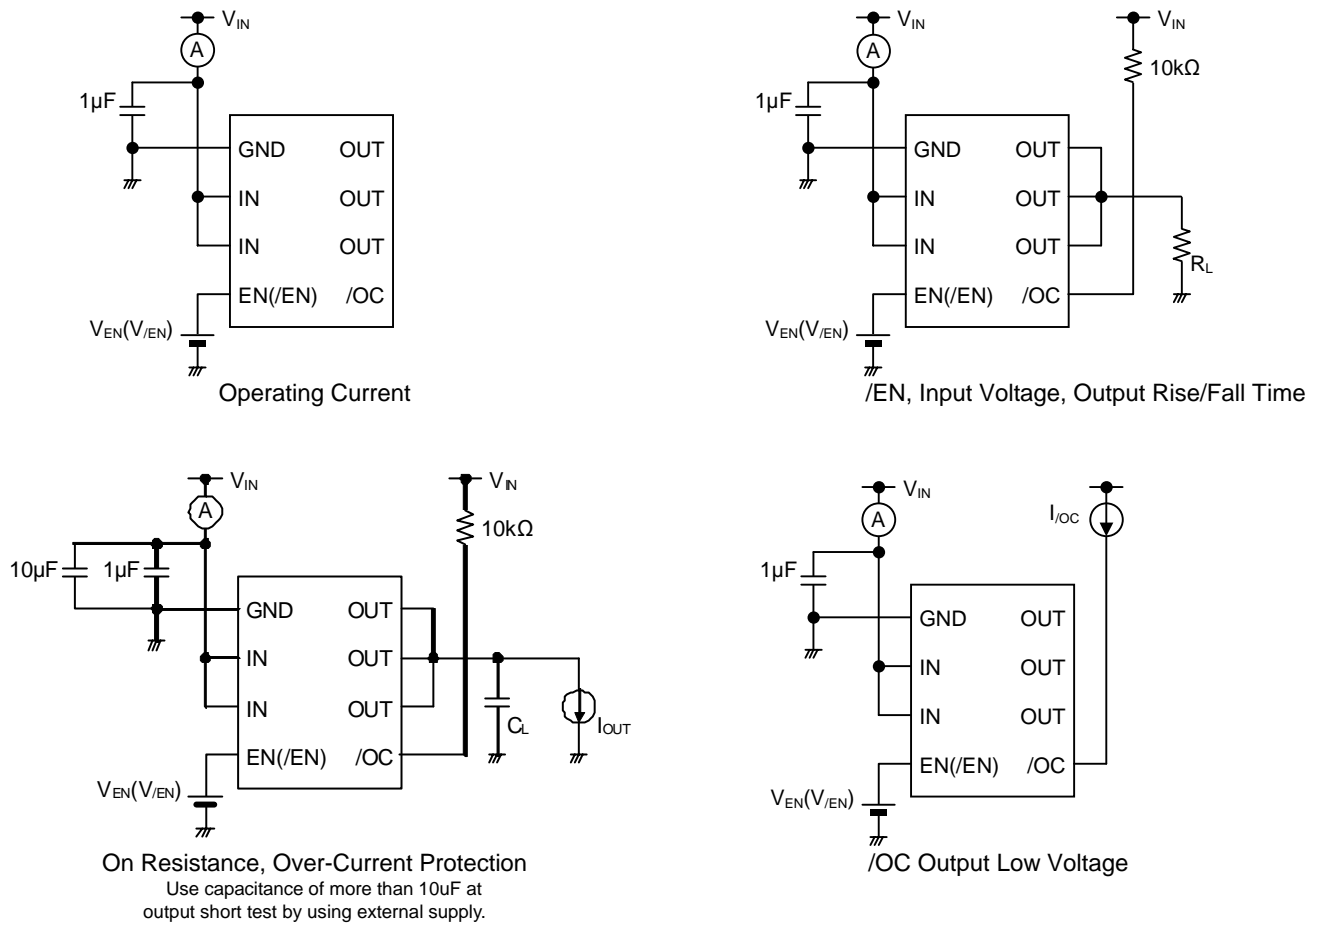 VIN
A
1µF
GND OUT
IN OUT
IN OUT
EN(/EN) /OC
VEN(V/EN)
Operating Current
VIN VIN
A
10kΩ
1µF
GND OUT
IN OUT
IN OUT
RL
EN(/EN) /OC
VEN(V/EN)
/EN, Input Voltage, Output Rise/Fall Time
VIN VIN
A
10kΩ
10µF 1µF
GND OUT
IN OUT
IN OUT
CL IOUT
EN(/EN) /OC
VEN(V/EN)
On Resistance, Over-Current Protection
Use capacitance of more than 10uF at
output short test by using external supply.
VIN
A I/OC
1µF
GND OUT
IN OUT
IN OUT
EN(/EN) /OC
VEN(V/EN)
/OC Output Low Voltage